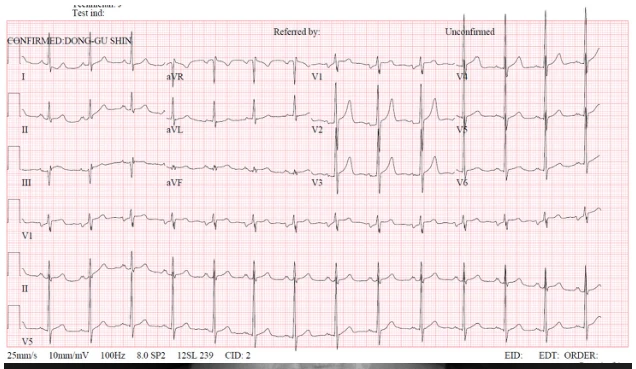 Test ind:
Referred by: Unconfirmed
CONFIRMED:DONG-GU SHIN
I aVR V1 V4
II aVL V2 V5
III aVF V3 V6
V1
II
V5
25mm/s 10mm/mV 100Hz 8.0 SP2 12SL 239 CID: 2 EID: EDT: ORDER: